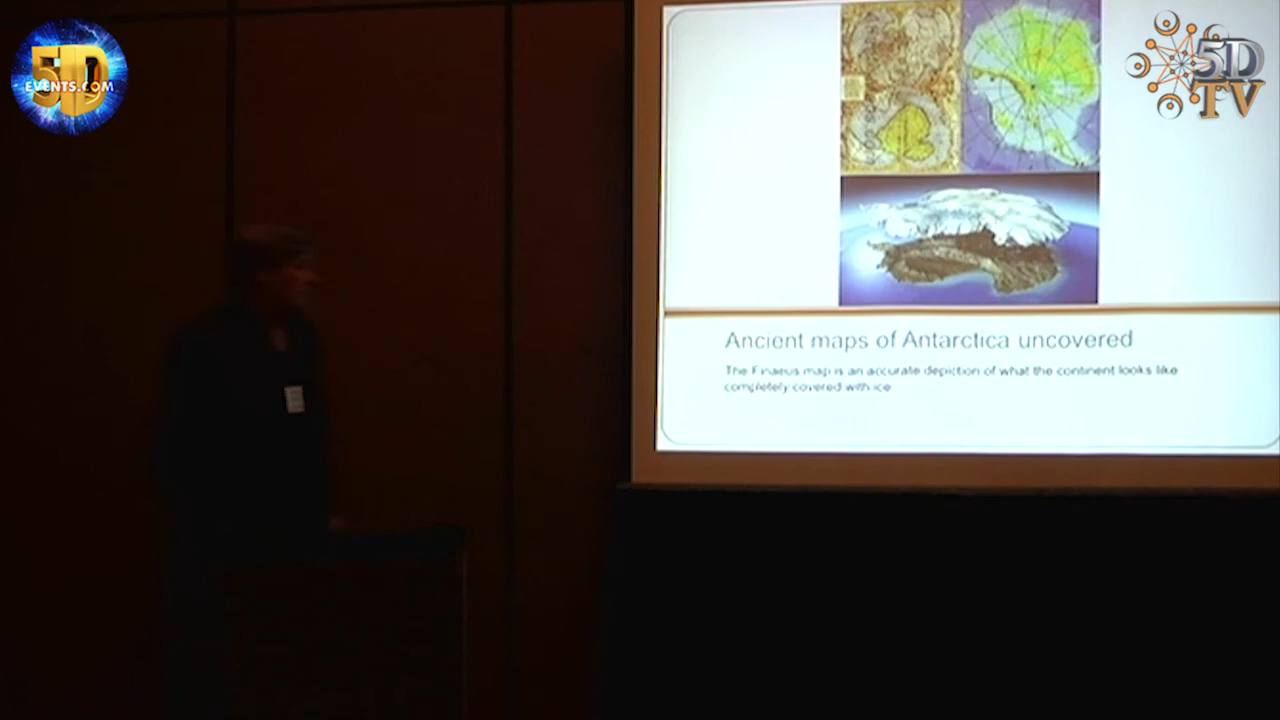 5D
EVENTS.COM
5D
TV
Ancient maps of Antarctica uncovered
The Finaeus map is an accurate depiction of what the continent looks like
completely covered with ice